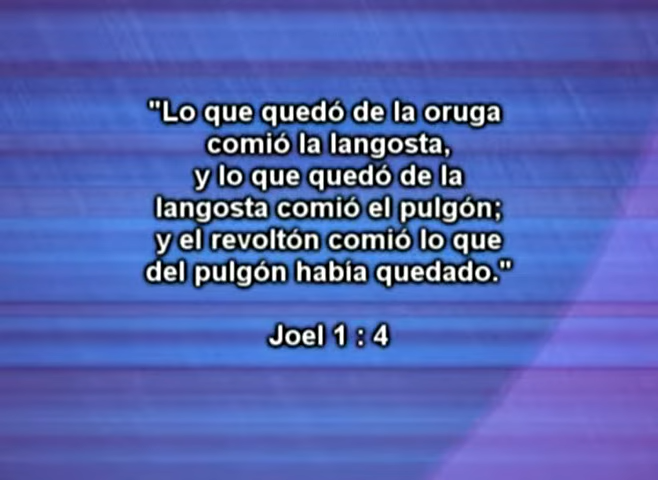 "Lo que quedó de la oruga
comió la langosta,
y lo que quedó de la
langosta comió el pulgón;
y el revoltón comió lo que
del pulgón había quedado."
Joel 1 : 4